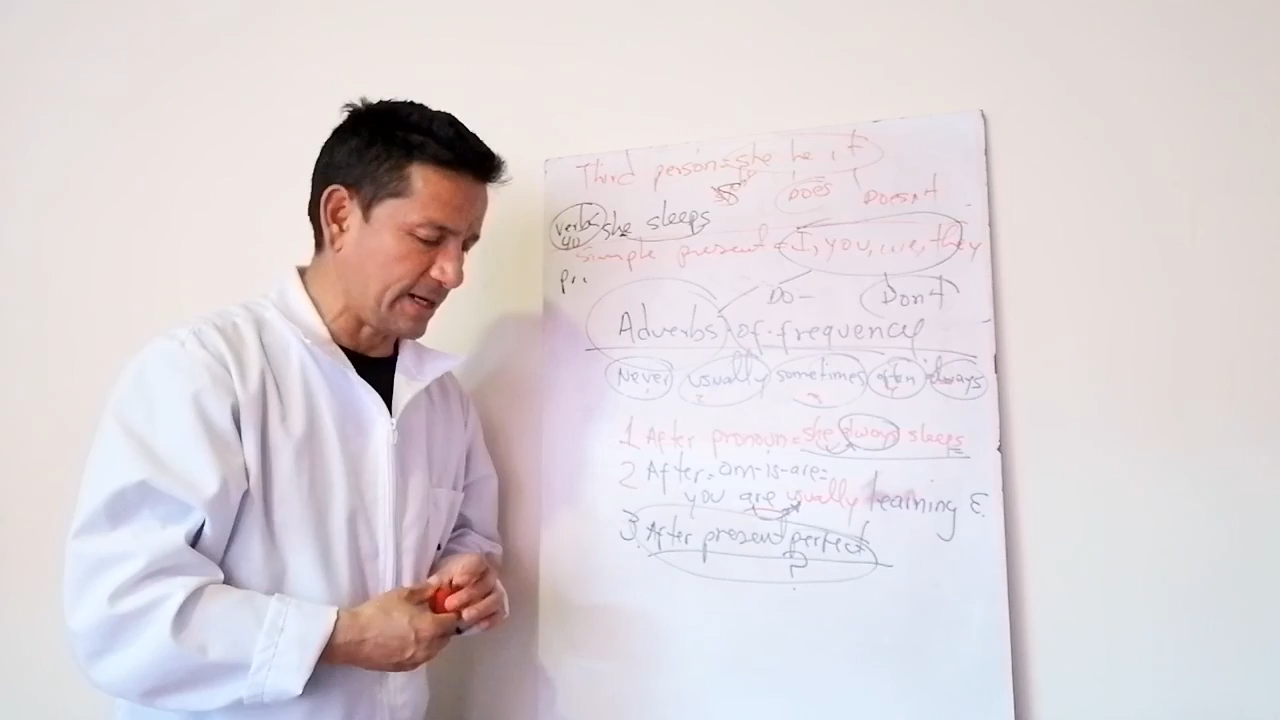 Third person = she he it
S DOES Doesn't
verbs she sleeps
simple present = I, you, we, they
Do- Don't
Adverbs of frequency
Never usually sometimes often always
1 After pronoun = she always sleeps
2 After = am-is-are =
you are usually learning E.
3. After present perfect
?